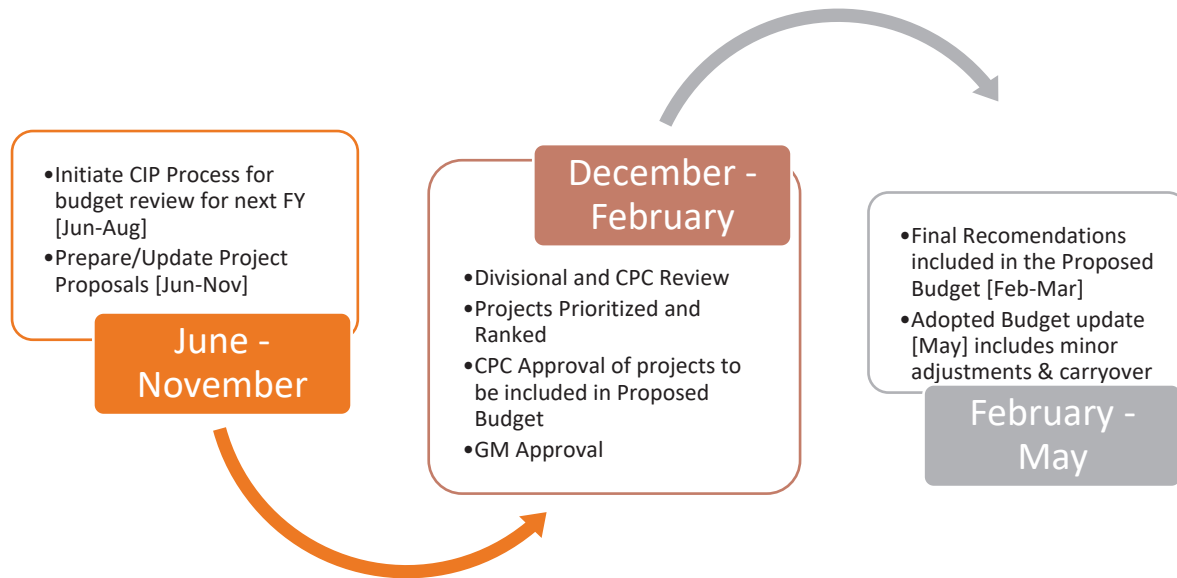 •Initiate CIP Process for
budget review for next FY
[Jun-Aug]
•Prepare/Update Project
Proposals [Jun-Nov]
June -
November
December -
February
•Divisional and CPC Review
•Projects Prioritized and
Ranked
•CPC Approval of projects to
be included in Proposed
Budget
•GM Approval
•Final Recomendations
included in the Proposed
Budget [Feb-Mar]
•Adopted Budget update
[May] includes minor
adjustments & carryover
February -
May